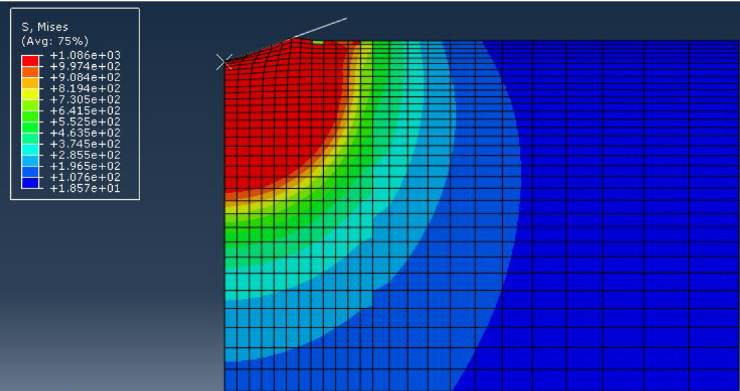 S, Mises
(Avg: 75%)
+1.086e+03
+9.974e+02
+9.084e+02
+8.194e+02
+7.305e+02
+6.415e+02
+5.525e+02
+4.635e+02
+3.745e+02
+2.855e+02
+1.965e+02
+1.076e+02
+1.857e+01